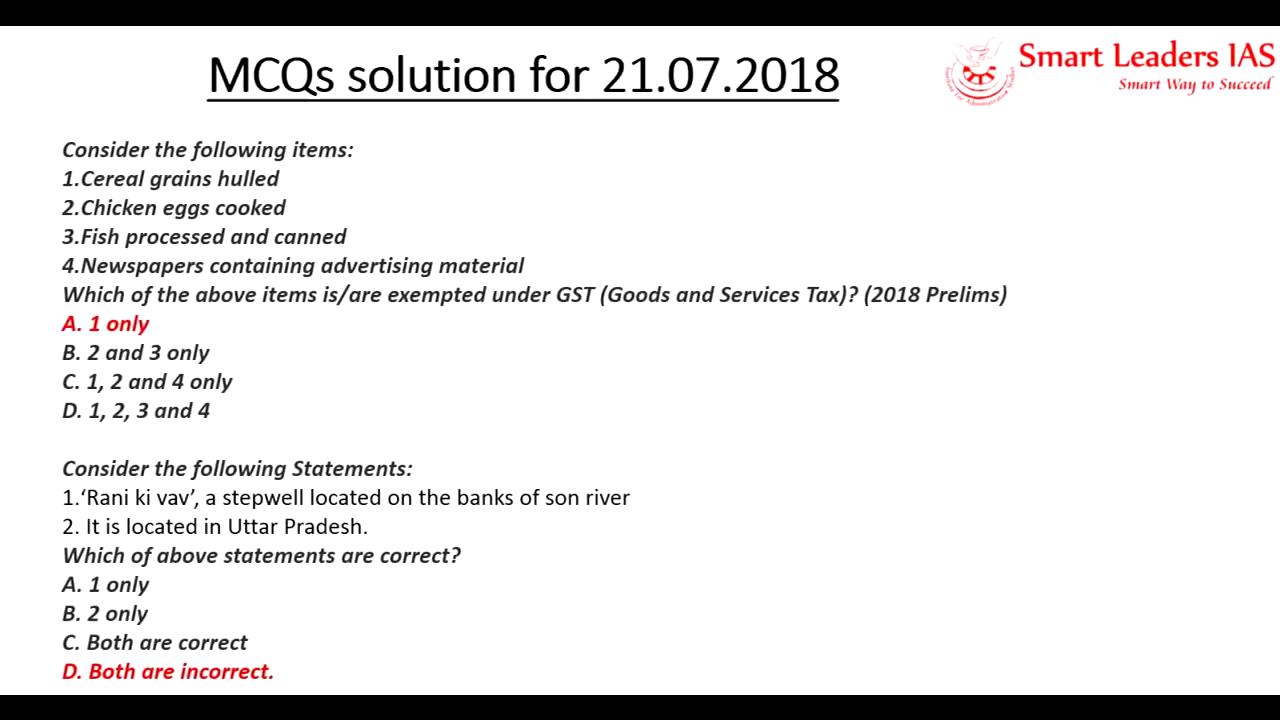 MCQs solution for 21.07.2018
Smart Leaders IAS
Smart Way to Succeed
Consider the following items:
1.Cereal grains hulled
2.Chicken eggs cooked
3.Fish processed and canned
4.Newspapers containing advertising material
Which of the above items is/are exempted under GST (Goods and Services Tax)? (2018 Prelims)
A. 1 only
B. 2 and 3 only
C. 1, 2 and 4 only
D. 1, 2, 3 and 4
Consider the following Statements:
1.‘Rani ki vav’, a stepwell located on the banks of son river
2. It is located in Uttar Pradesh.
Which of above statements are correct?
A. 1 only
B. 2 only
C. Both are correct
D. Both are incorrect.